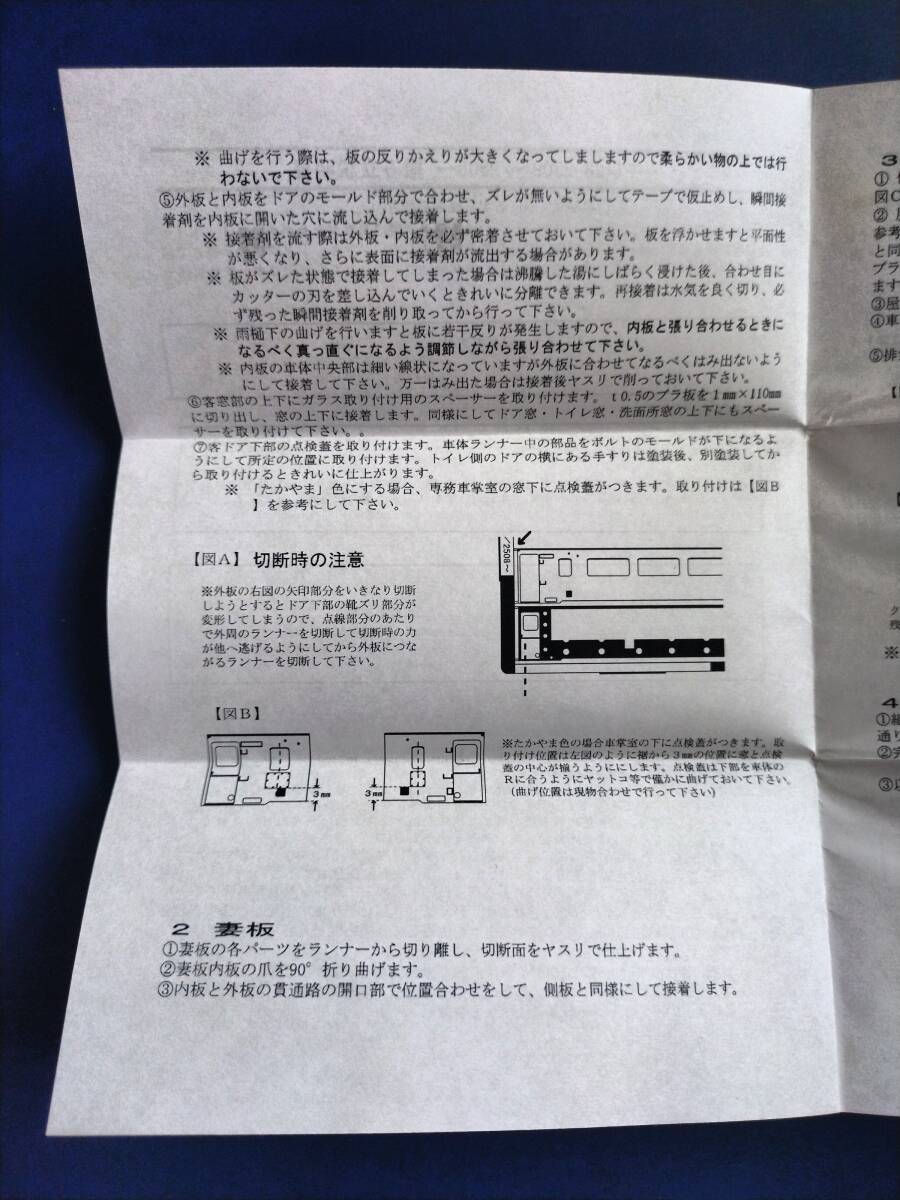 ※ 曲げを行う際は、板の反りかえりが大きくなってしましますので柔らかい物の上では行
わないで下さい。
⑤外板と内板をドアのモールド部分で合わせ、ズレが無いようにしてテープで仮止めし、瞬間接
着剤を内板に開いた穴に流し込んで接着します。
※ 接着剤を流す際は外板・内板を必ず密着させておいて下さい。板を浮かせますと平面性
が悪くなり、さらに表面に接着剤が流出する場合があります。
※ 板がズレた状態で接着してしまった場合は沸騰した湯にしばらく浸けた後、合わせ目に
カッターの刃を差し込んでいくときれいに分離できます。再接着は水気を良く切り、必
ず残った瞬間接着剤を削り取ってから行って下さい。
※ 雨樋下の曲げを行いますと板に若干反りが発生しますので、内板と張り合わせるときに
なるべく真っ直ぐになるよう調節しながら張り合わせて下さい。
※ 内板の車体中央部は細い線状になっていますが外板に合わせてなるべくはみ出ないよう
にして接着して下さい。万一はみ出た場合は接着後ヤスリで削っておいて下さい。
⑥客窓部の上下にガラス取り付け用のスペーサーを取り付けます。t0.5のプラ板を1㎜×110㎜
に切り出し、窓の上下に接着します。同様にしてドア窓・トイレ窓・洗面所窓の上下にもスペー
サーを取り付けて下さい。。
⑦客ドア下部の点検蓋を取り付けます。車体ランナー中の部品をボルトのモールドが下になるよ
うにして所定の位置に取り付けます。トイレ側のドアの横にある手すりは塗装後、別塗装してか
ら取り付けるときれいに仕上がります。
※ 「たかやま」色にする場合、専務車掌室の窓下に点検蓋がつきます。取り付けは【図B
】を参考にして下さい。
【図A】 切断時の注意
※外板の右図の矢印部分をいきなり切断
しようとするとドア下部の靴ズリ部分が
変形してしまうので、点線部分のあたり
で外周のランナーを切断して切断時の力
が他へ逃げるようにしてから外板につな
がるランナーを切断して下さい。
/2508～
【図B】
3㎜
3㎜
※たかやま色の場合車掌室の下に点検蓋がつきます。取
り付け位置は左図のように裾から3㎜の位置に窓と点検
蓋の中心が揃うようににします。点検蓋は下部を車体の
Rに合うようにヤットコ等で僅かに曲げておいて下さい。
(曲げ位置は現物合わせで行って下さい)
2 妻板
①妻板の各パーツをランナーから切り離し、切断面をヤスリで仕上げます。
②妻板内板の爪を90°折り曲げます。
③内板と外板の貫通路の開口部で位置合わせをして、側板と同様にして接着します。
3
①
図C
②
参考
と同
プラ
ます
③屋
④車
⑤排
ク
残
※
4
①細
通り
②
③以